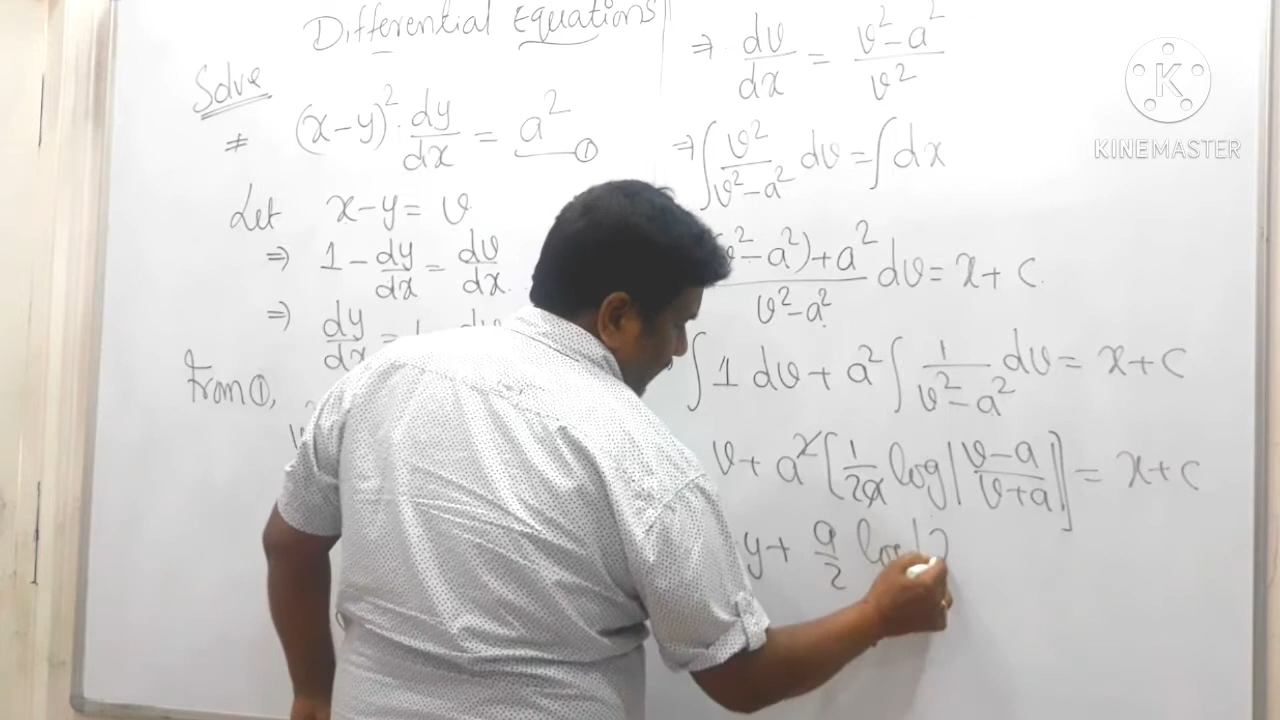 Differential Equations
Solve
(x-y)². dy/dx = a² ①
Let x-y = v
⇒ 1 - dy/dx = dv/dx
⇒ dy/dx =
From ①,
⇒ dv/dx = v²-a² / v²
⇒ ∫ v²/v²-a² dv = ∫ dx
v²-a²)+a² / v²-a² dv = x+c.
∫ 1 dv + a² ∫ 1/v²-a² dv = x+c
v + a² [1/2a log|v-a/v+a|] = x+c
y + a/2 log|
KINEMASTER